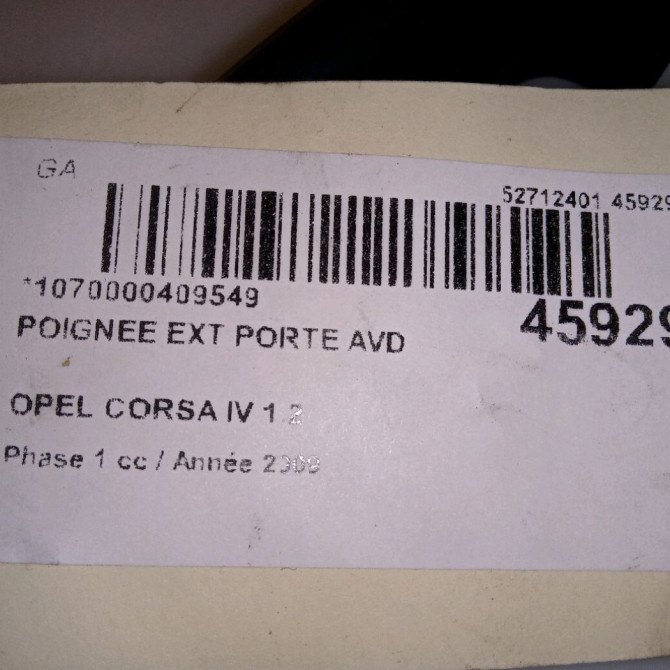 GA
52712401 45929
*1070000409549
45929
POIGNEE EXT PORTE AVD
OPEL CORSA IV 1.2
Phase 1 cc / Année